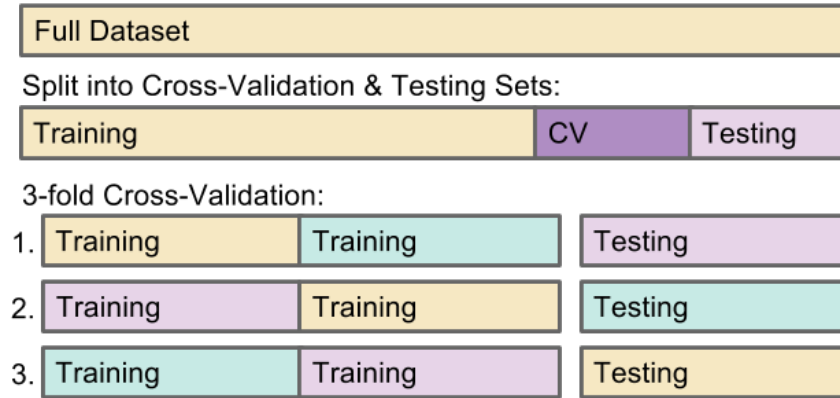 Full Dataset
Split into Cross-Validation & Testing Sets:
Training CV Testing
3-fold Cross-Validation:
1. Training Training Testing
2. Training Training Testing
3. Training Training Testing